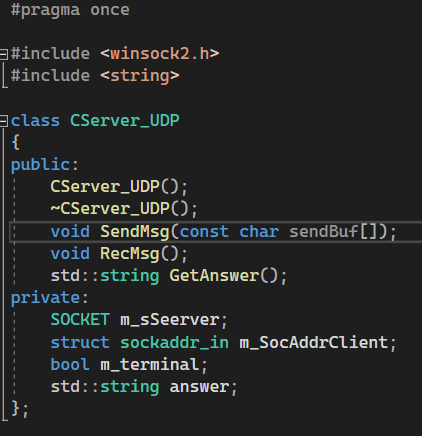 #pragma once
#include <winsock2.h>
#include <string>
class CServer_UDP
{
public:
CServer_UDP();
~CServer_UDP();
void SendMsg(const char sendBuf[]);
void RecMsg();
std::string GetAnswer();
private:
SOCKET m_sSeerver;
struct sockaddr_in m_SocAddrClient;
bool m_terminal;
std::string answer;
};